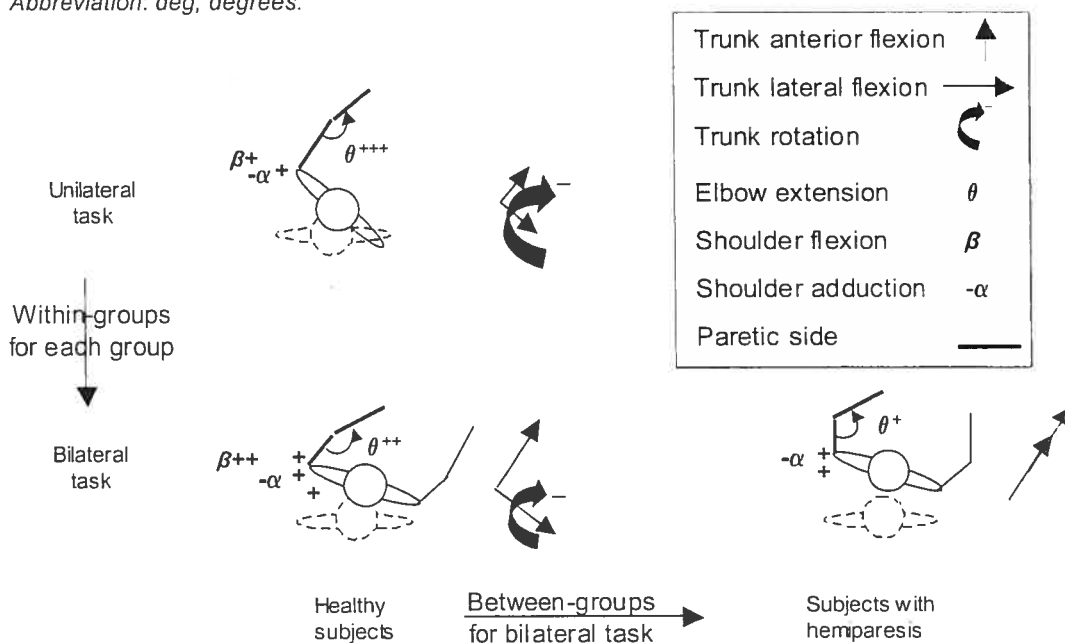 Abbreviation: deg, degrees.
Trunk anterior flexion
Trunk lateral flexion
Trunk rotation −
Elbow extension θ
Shoulder flexion β
Shoulder adduction -α
Paretic side
Unilateral
task
β+
-α +
θ+++
−
Within-groups
for each group
Bilateral
task
β++ +
-α +
+
θ++
−
-α +
+
θ+
Healthy
subjects
Between-groups
for bilateral task
Subjects with
hemiparesis